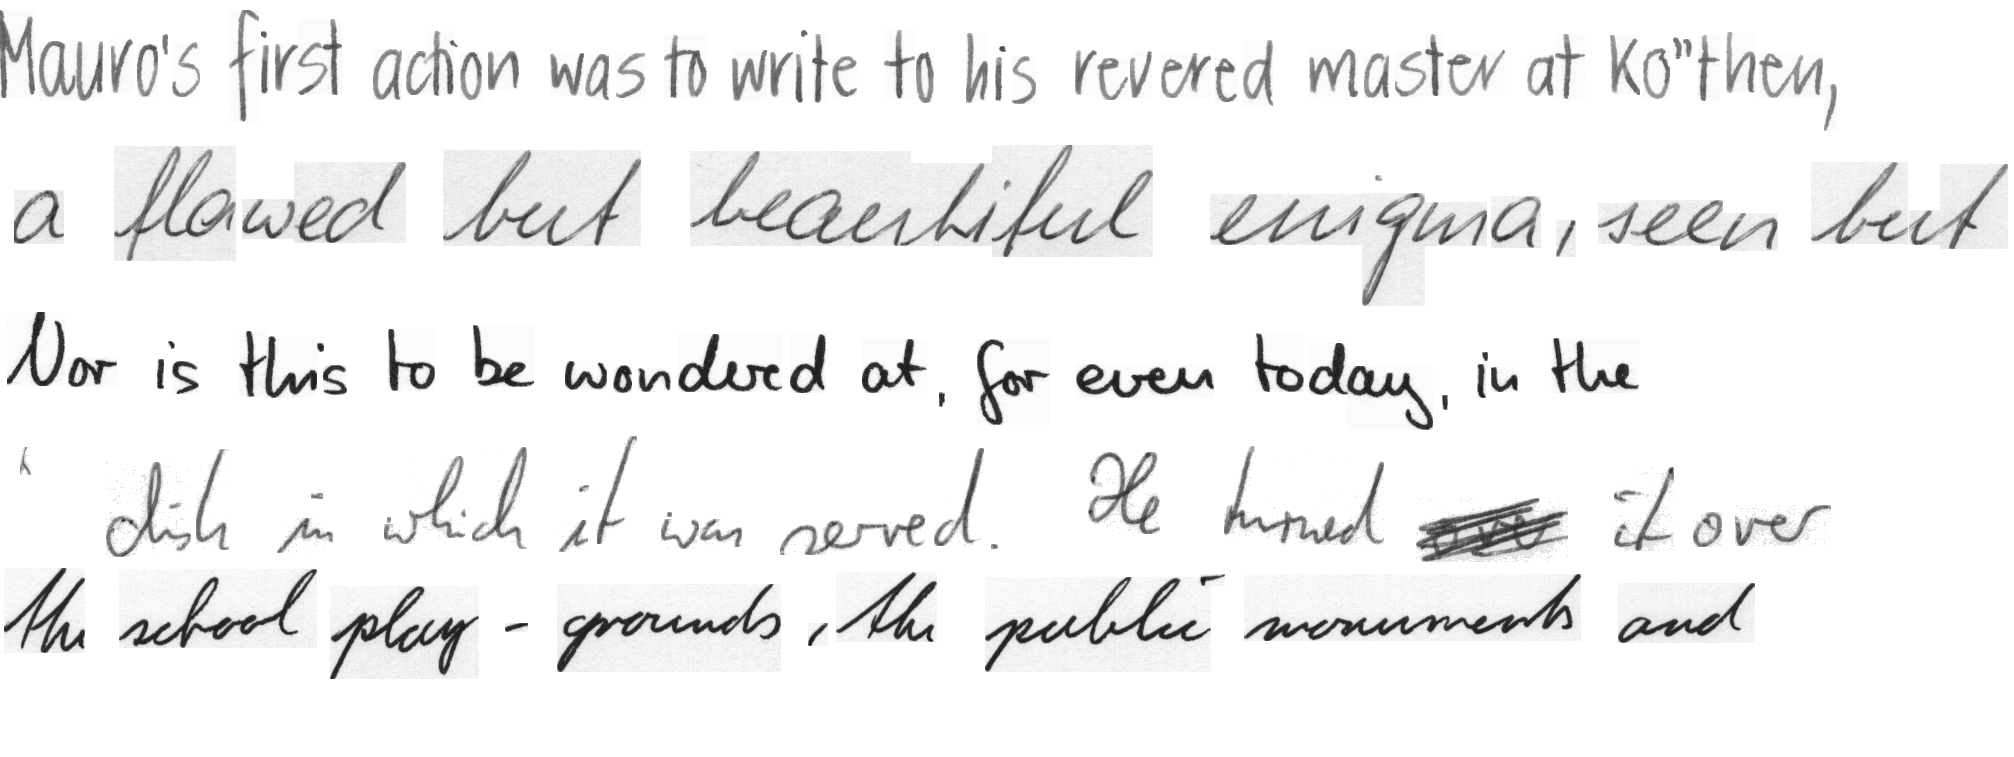 Mauro's first action was to write to his revered master at Ko"then,
a flawed but beautiful enigma, seen but
Nor is this to be wondered at, for even today, in the
dish in which it was served. He turned it over
the school play - grounds, the public monuments and